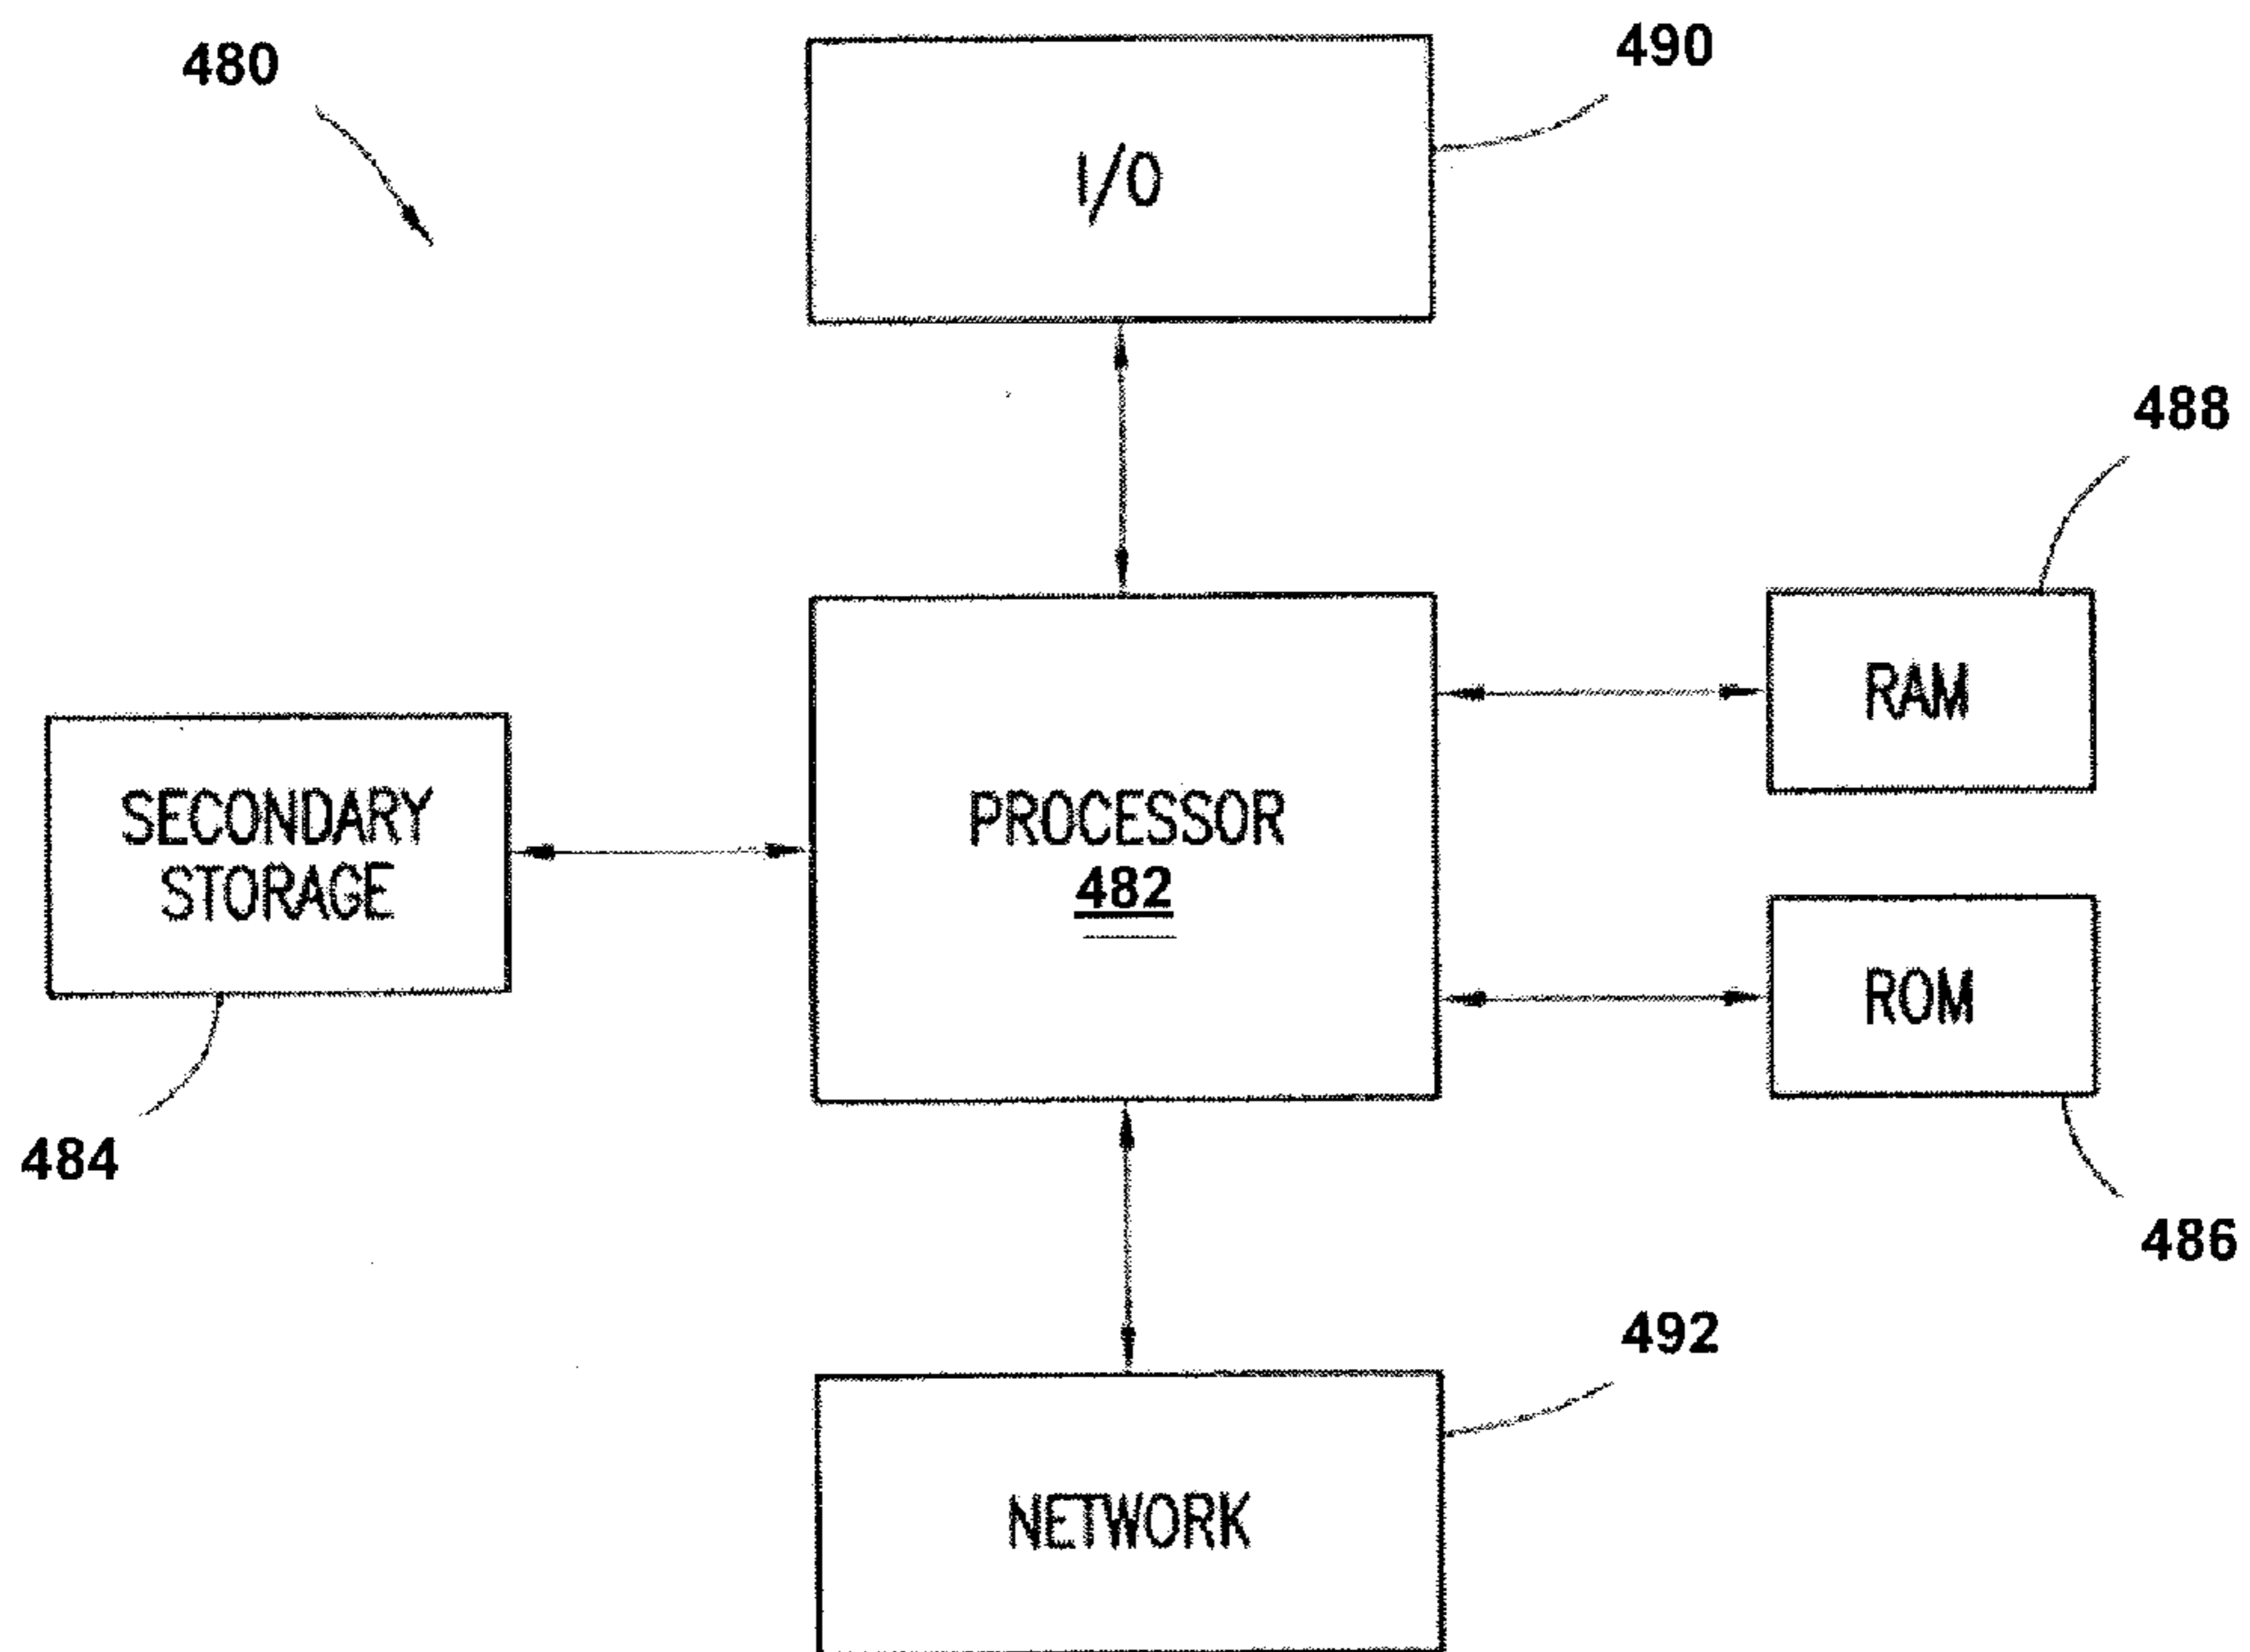 480
490
I/O
488
RAM
SECONDARY
STORAGE
PROCESSOR
482
ROM
484
486
492
NETWORK